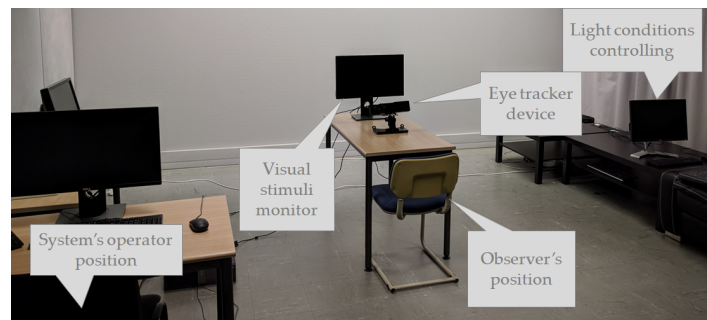 Light conditions
controlling
Eye tracker
device
Visual
stimuli
monitor
System's operator
position
Observer's
position